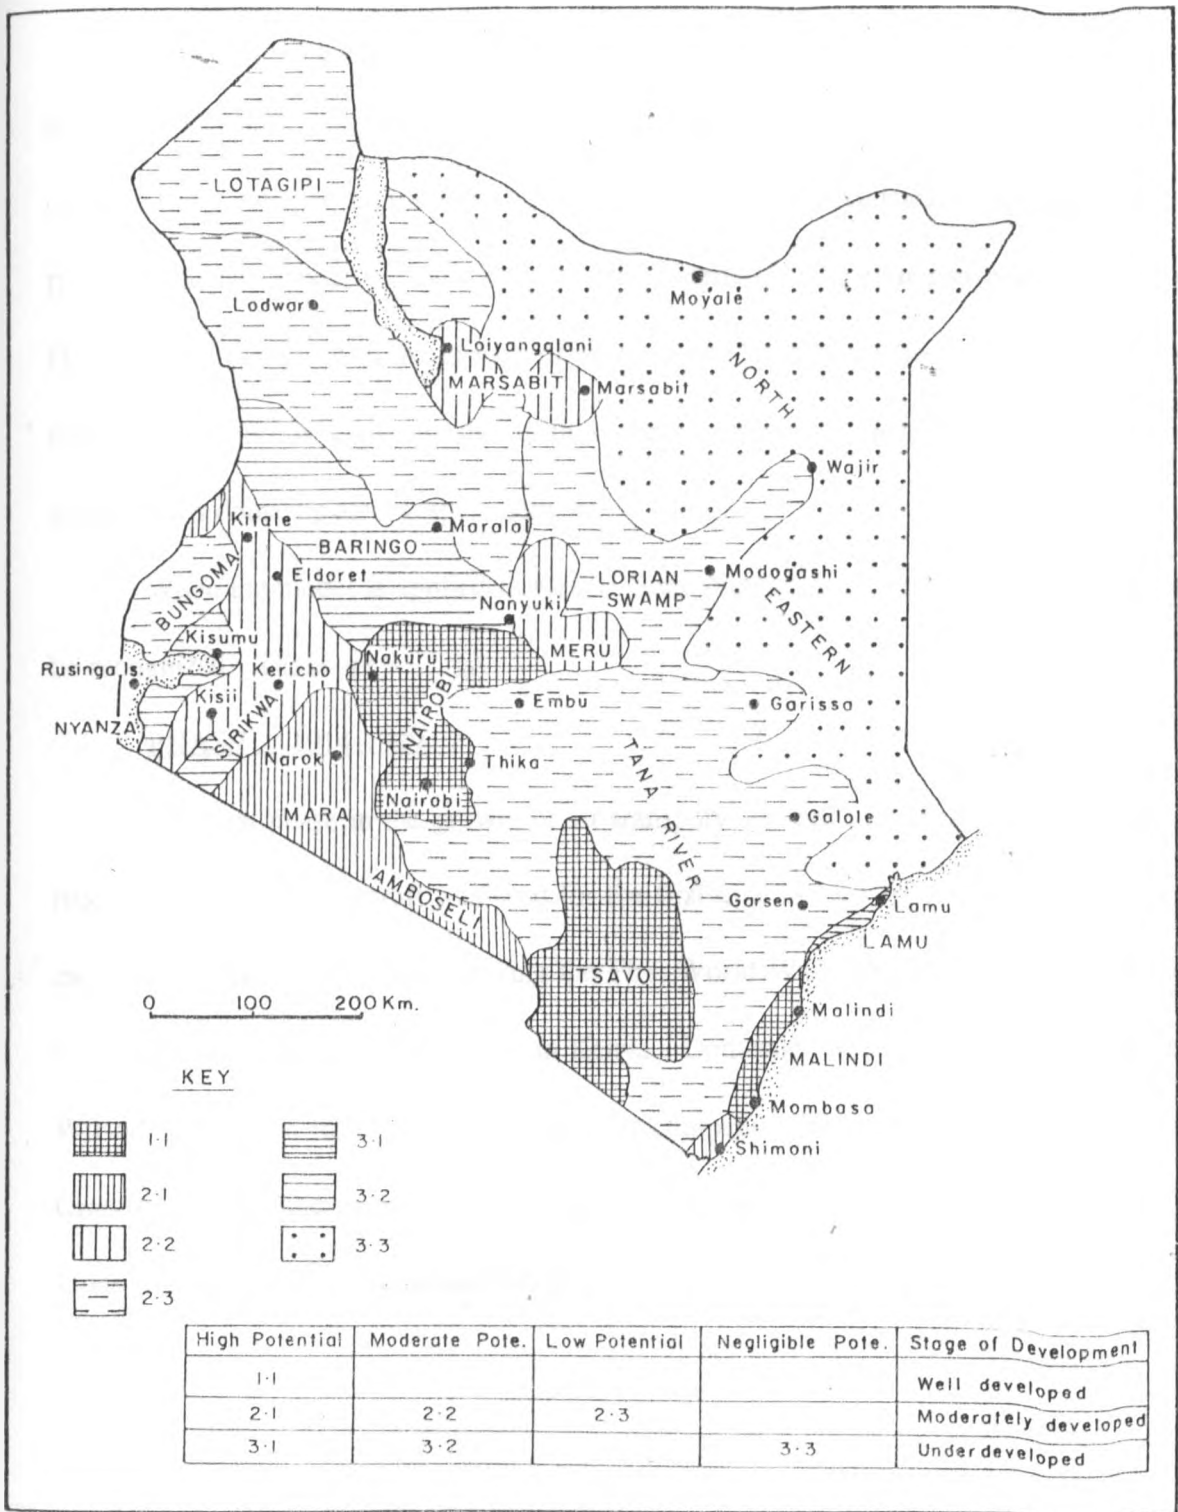 LOTAGIPI
Lodwar
Moyale
Loiyangalani
MARSABIT
Marsabit
NORTH
Wajir
Kitale
Maralal
BARINGO
BUNGOMA
Eldoret
LORIAN
SWAMP
Modogashi
EASTERN
Nanyuki
Kisumu
MERU
Rusinga Is.
Kericho
Nakuru
Kisii
NAIROBI
Embu
Garissa
NYANZA
SIRIKWA
Narok
Thika
TANA RIVER
MARA
Nairobi
Galole
AMBOSELI
Garsen
Lamu
LAMU
TSAVO
0 100 200 Km.
Malindi
MALINDI
Mombasa
Shimoni
KEY
1·1 3·1
2·1 3·2
2·2 3·3
2·3
High Potential Moderate Pote. Low Potential Negligible Pote. Stage of Development
1·1 Well developed
2·1 2·2 2·3 Moderately developed
3·1 3·2 3·3 Underdeveloped